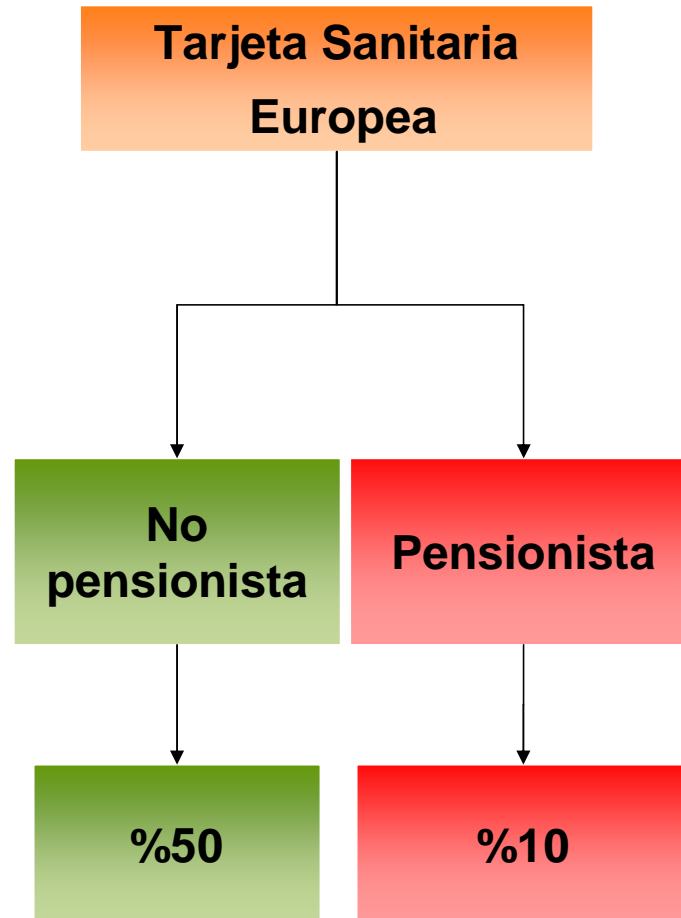 Tarjeta Sanitaria
Europea
No
pensionista
Pensionista
%50
%10